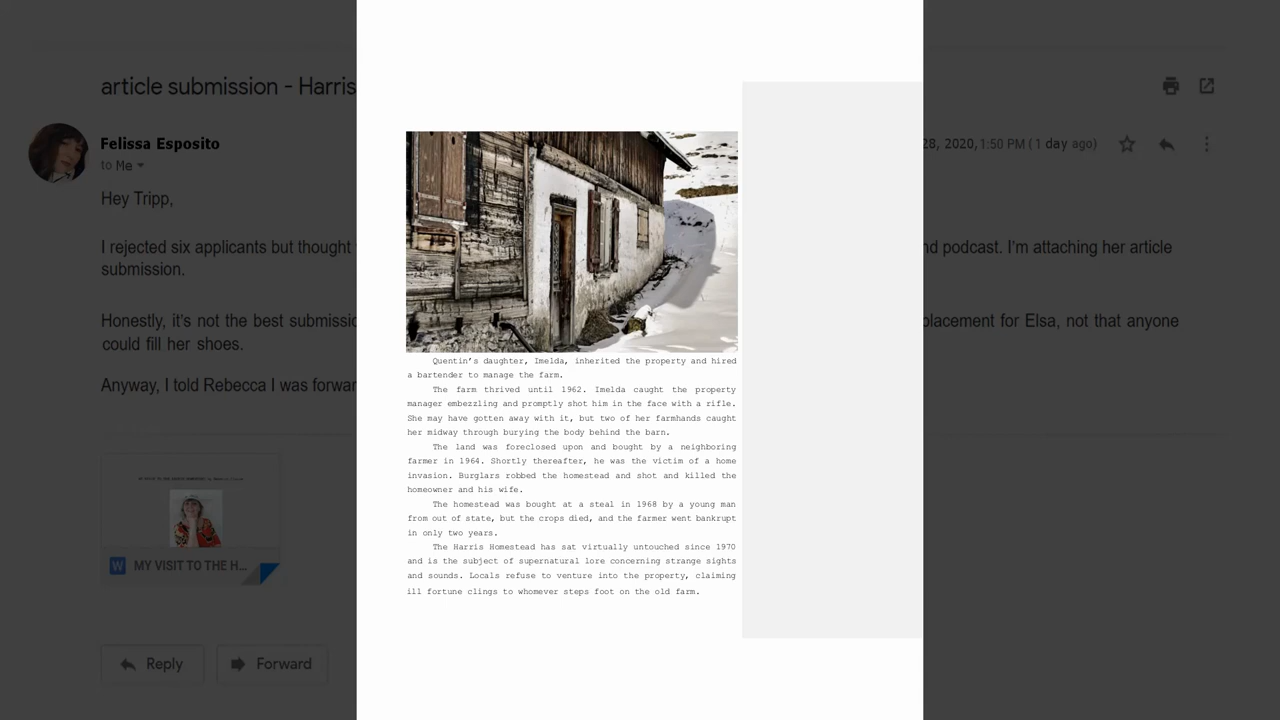 article submission - Harris
Felissa Esposito
28, 2020, 1:50 PM (1 day ago)
to Me
Hey Tripp,
I rejected six applicants but thought
nd podcast. I'm attaching her article
submission.
Honestly, it's not the best submissio
placement for Elsa, not that anyone
could fill her shoes.
Anyway, I told Rebecca I was forwar
Quentin's daughter, Imelda, inherited the property and hired
a bartender to manage the farm.
The farm thrived until 1962. Imelda caught the property
manager embezzling and promptly shot him in the face with a rifle.
She may have gotten away with it, but two of her farmhands caught
her midway through burying the body behind the barn.
The land was foreclosed upon and bought by a neighboring
farmer in 1964. Shortly thereafter, he was the victim of a home
invasion. Burglars robbed the homestead and shot and killed the
homeowner and his wife.
The homestead was bought at a steal in 1968 by a young man
from out of state, but the crops died, and the farmer went bankrupt
in only two years.
The Harris Homestead has sat virtually untouched since 1970
and is the subject of supernatural lore concerning strange sights
and sounds. Locals refuse to venture into the property, claiming
ill fortune clings to whomever steps foot on the old farm.
W MY VISIT TO THE H...
Reply
Forward